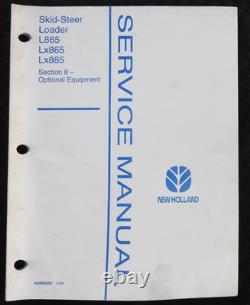 Skid-Steer
Loader
L865
Lx865
Lx885
Section 8 –
Optional Equipment
SERVICE MANUAL
NEW HOLLAND